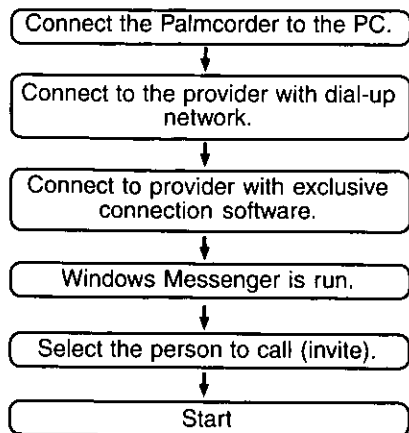 Connect the Palmcorder to the PC.
Connect to the provider with dial-up
network.
Connect to provider with exclusive
connection software.
Windows Messenger is run.
Select the person to call (invite).
Start